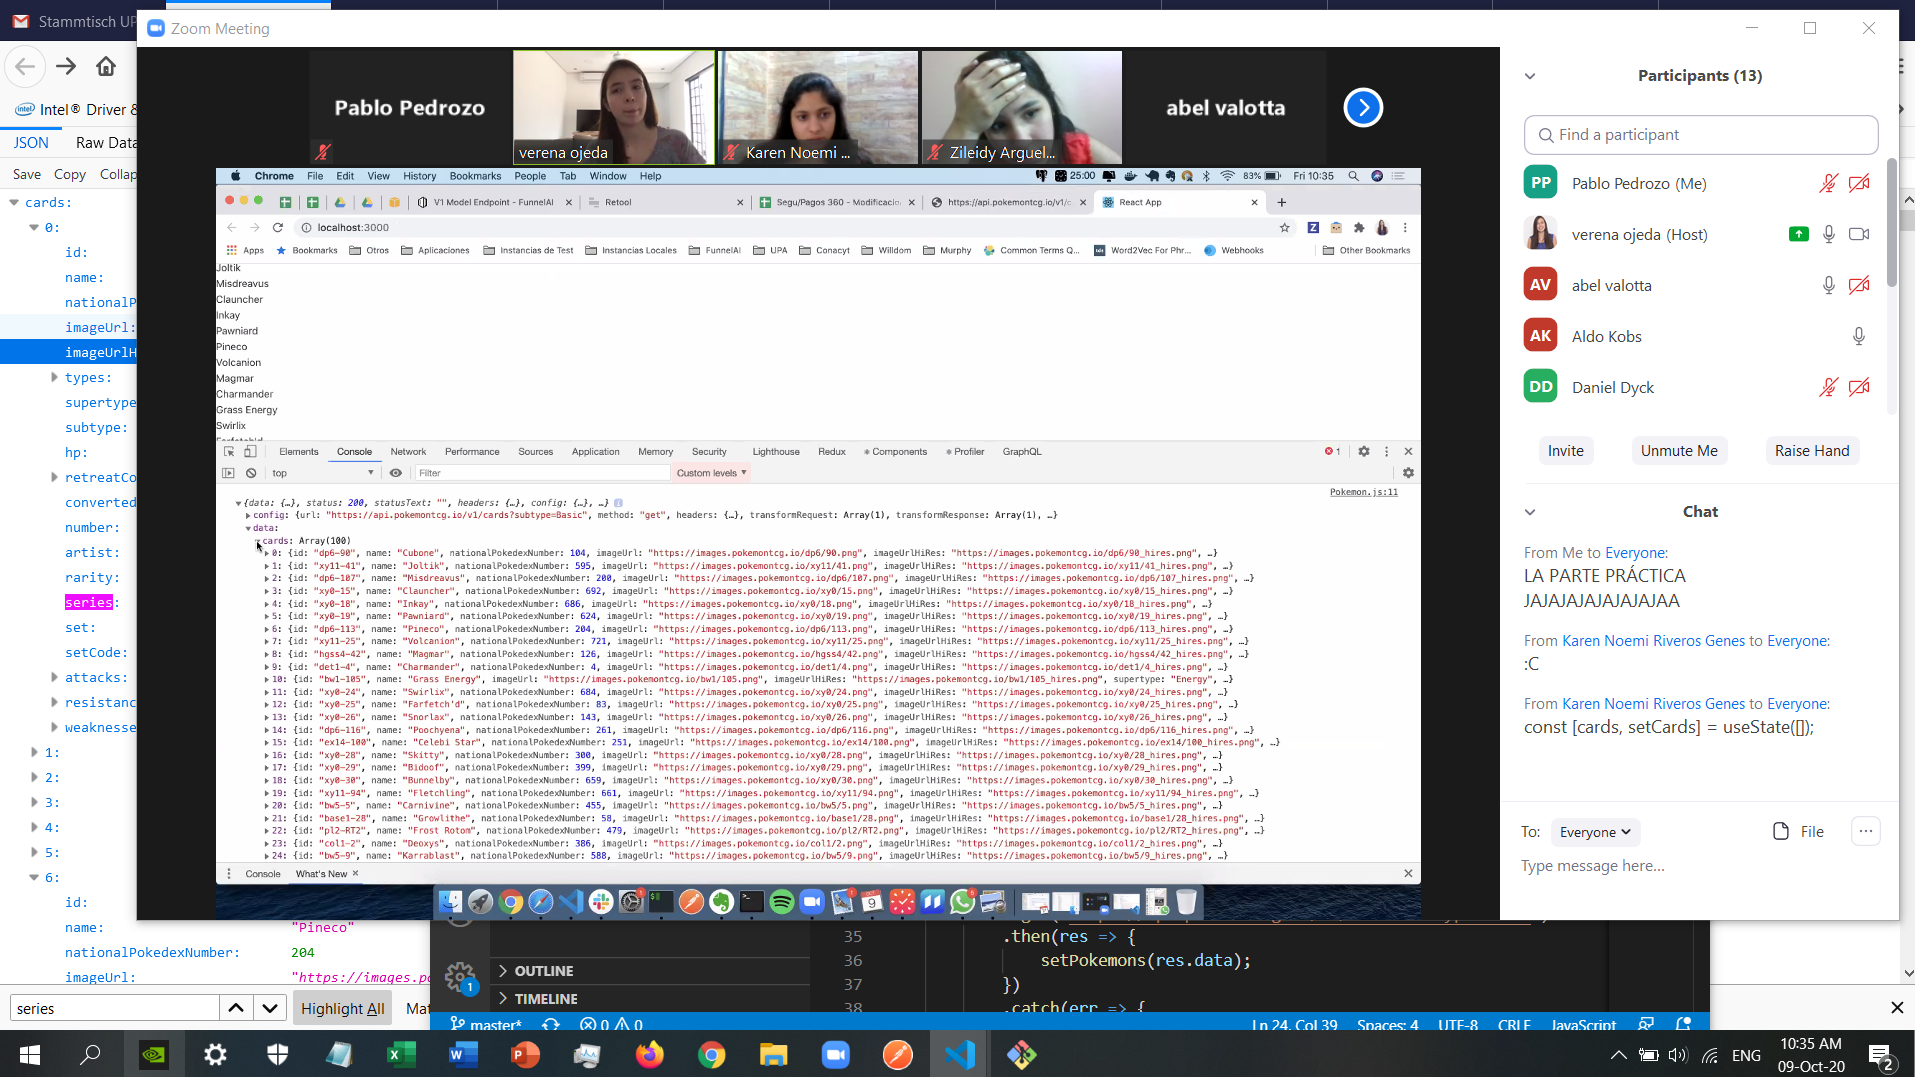 Stammtisch UP
Zoom Meeting
Intel® Driver &
JSON
Raw Data
Save
Copy
Collap
cards:
0:
id:
name:
nationalP
imageUrl:
imageUrlH
types:
supertype
subtype:
hp:
retreatCo
converted
number:
artist:
rarity:
series:
set:
setCode:
attacks:
resistanc
weaknesse
1:
2:
3:
4:
5:
6:
id:
name: "Pineco"
nationalPokedexNumber: 204
imageUrl: "https://images.po
series
Highlight All
Mat
Pablo Pedrozo
verena ojeda
Karen Noemi ...
Zileidy Arguel...
abel valotta
Chrome File Edit View History Bookmarks People Tab Window Help
25:00
83%
Fri 10:35
V1 Model Endpoint - FunnelAI
Retool
Segu/Pagos 360 - Modificacio
https://api.pokemontcg.io/v1/c
React App
localhost:3000
Apps Bookmarks Otros Aplicaciones Instancias de Test Instancias Locales FunnelAI UPA Conacyt Willdom Murphy Common Terms Q... Word2Vec For Phr... Webhooks Other Bookmarks
Joltik
Misdreavus
Clauncher
Inkay
Pawniard
Pineco
Volcanion
Magmar
Charmander
Grass Energy
Swirlix
Farfetch'd
Elements Console Network Performance Sources Application Memory Security Lighthouse Redux Components Profiler GraphQL 1
top Filter Custom levels
Pokemon.js:11
{data: {…}, status: 200, statusText: "", headers: {…}, config: {…}, …}
config: {url: "https://api.pokemontcg.io/v1/cards?subtype=Basic", method: "get", headers: {…}, transformRequest: Array(1), transformResponse: Array(1), …}
data:
cards: Array(100)
0: {id: "dp6-90", name: "Cubone", nationalPokedexNumber: 104, imageUrl: "https://images.pokemontcg.io/dp6/90.png", imageUrlHiRes: "https://images.pokemontcg.io/dp6/90_hires.png", …}
1: {id: "xy11-41", name: "Joltik", nationalPokedexNumber: 595, imageUrl: "https://images.pokemontcg.io/xy11/41.png", imageUrlHiRes: "https://images.pokemontcg.io/xy11/41_hires.png", …}
2: {id: "dp6-107", name: "Misdreavus", nationalPokedexNumber: 200, imageUrl: "https://images.pokemontcg.io/dp6/107.png", imageUrlHiRes: "https://images.pokemontcg.io/dp6/107_hires.png", …}
3: {id: "xy0-15", name: "Clauncher", nationalPokedexNumber: 692, imageUrl: "https://images.pokemontcg.io/xy0/15.png", imageUrlHiRes: "https://images.pokemontcg.io/xy0/15_hires.png", …}
4: {id: "xy0-18", name: "Inkay", nationalPokedexNumber: 686, imageUrl: "https://images.pokemontcg.io/xy0/18.png", imageUrlHiRes: "https://images.pokemontcg.io/xy0/18_hires.png", …}
5: {id: "xy0-19", name: "Pawniard", nationalPokedexNumber: 624, imageUrl: "https://images.pokemontcg.io/xy0/19.png", imageUrlHiRes: "https://images.pokemontcg.io/xy0/19_hires.png", …}
6: {id: "dp6-113", name: "Pineco", nationalPokedexNumber: 204, imageUrl: "https://images.pokemontcg.io/dp6/113.png", imageUrlHiRes: "https://images.pokemontcg.io/dp6/113_hires.png", …}
7: {id: "xy11-25", name: "Volcanion", nationalPokedexNumber: 721, imageUrl: "https://images.pokemontcg.io/xy11/25.png", imageUrlHiRes: "https://images.pokemontcg.io/xy11/25_hires.png", …}
8: {id: "hgss4-42", name: "Magmar", nationalPokedexNumber: 126, imageUrl: "https://images.pokemontcg.io/hgss4/42.png", imageUrlHiRes: "https://images.pokemontcg.io/hgss4/42_hires.png", …}
9: {id: "det1-4", name: "Charmander", nationalPokedexNumber: 4, imageUrl: "https://images.pokemontcg.io/det1/4.png", imageUrlHiRes: "https://images.pokemontcg.io/det1/4_hires.png", …}
10: {id: "bw1-105", name: "Grass Energy", imageUrl: "https://images.pokemontcg.io/bw1/105.png", imageUrlHiRes: "https://images.pokemontcg.io/bw1/105_hires.png", supertype: "Energy", …}
11: {id: "xy0-24", name: "Swirlix", nationalPokedexNumber: 684, imageUrl: "https://images.pokemontcg.io/xy0/24.png", imageUrlHiRes: "https://images.pokemontcg.io/xy0/24_hires.png", …}
12: {id: "xy0-25", name: "Farfetch'd", nationalPokedexNumber: 83, imageUrl: "https://images.pokemontcg.io/xy0/25.png", imageUrlHiRes: "https://images.pokemontcg.io/xy0/25_hires.png", …}
13: {id: "xy0-26", name: "Snorlax", nationalPokedexNumber: 143, imageUrl: "https://images.pokemontcg.io/xy0/26.png", imageUrlHiRes: "https://images.pokemontcg.io/xy0/26_hires.png", …}
14: {id: "dp6-116", name: "Poochyena", nationalPokedexNumber: 261, imageUrl: "https://images.pokemontcg.io/dp6/116.png", imageUrlHiRes: "https://images.pokemontcg.io/dp6/116_hires.png", …}
15: {id: "ex14-100", name: "Celebi Star", nationalPokedexNumber: 251, imageUrl: "https://images.pokemontcg.io/ex14/100.png", imageUrlHiRes: "https://images.pokemontcg.io/ex14/100_hires.png", …}
16: {id: "xy0-28", name: "Skitty", nationalPokedexNumber: 300, imageUrl: "https://images.pokemontcg.io/xy0/28.png", imageUrlHiRes: "https://images.pokemontcg.io/xy0/28_hires.png", …}
17: {id: "xy0-29", name: "Bidoof", nationalPokedexNumber: 399, imageUrl: "https://images.pokemontcg.io/xy0/29.png", imageUrlHiRes: "https://images.pokemontcg.io/xy0/29_hires.png", …}
18: {id: "xy0-30", name: "Bunnelby", nationalPokedexNumber: 659, imageUrl: "https://images.pokemontcg.io/xy0/30.png", imageUrlHiRes: "https://images.pokemontcg.io/xy0/30_hires.png", …}
19: {id: "xy11-94", name: "Fletchling", nationalPokedexNumber: 661, imageUrl: "https://images.pokemontcg.io/xy11/94.png", imageUrlHiRes: "https://images.pokemontcg.io/xy11/94_hires.png", …}
20: {id: "bw5-5", name: "Carnivine", nationalPokedexNumber: 455, imageUrl: "https://images.pokemontcg.io/bw5/5.png", imageUrlHiRes: "https://images.pokemontcg.io/bw5/5_hires.png", …}
21: {id: "base1-28", name: "Growlithe", nationalPokedexNumber: 58, imageUrl: "https://images.pokemontcg.io/base1/28.png", imageUrlHiRes: "https://images.pokemontcg.io/base1/28_hires.png", …}
22: {id: "pl2-RT2", name: "Frost Rotom", nationalPokedexNumber: 479, imageUrl: "https://images.pokemontcg.io/pl2/RT2.png", imageUrlHiRes: "https://images.pokemontcg.io/pl2/RT2_hires.png", …}
23: {id: "col1-2", name: "Deoxys", nationalPokedexNumber: 386, imageUrl: "https://images.pokemontcg.io/col1/2.png", imageUrlHiRes: "https://images.pokemontcg.io/col1/2_hires.png", …}
24: {id: "bw5-9", name: "Karrablast", nationalPokedexNumber: 588, imageUrl: "https://images.pokemontcg.io/bw5/9.png", imageUrlHiRes: "https://images.pokemontcg.io/bw5/9_hires.png", …}
Console What's New
Participants (13)
Find a participant
PP Pablo Pedrozo (Me)
verena ojeda (Host)
AV abel valotta
AK Aldo Kobs
DD Daniel Dyck
Invite
Unmute Me
Raise Hand
Chat
From Me to Everyone:
LA PARTE PRÁCTICA
JAJAJAJAJAJAJAJAA
From Karen Noemi Riveros Genes to Everyone:
:C
From Karen Noemi Riveros Genes to Everyone:
const [cards, setCards] = useState([]);
To: Everyone
File
Type message here...
OUTLINE
TIMELINE
35 .then(res => {
36 setPokemons(res.data);
37 })
38 .catch(err => {
master* 0 0
Ln 24, Col 39 Spaces: 4 UTF-8 CRLF JavaScript
ENG
10:35 AM
09-Oct-20
2